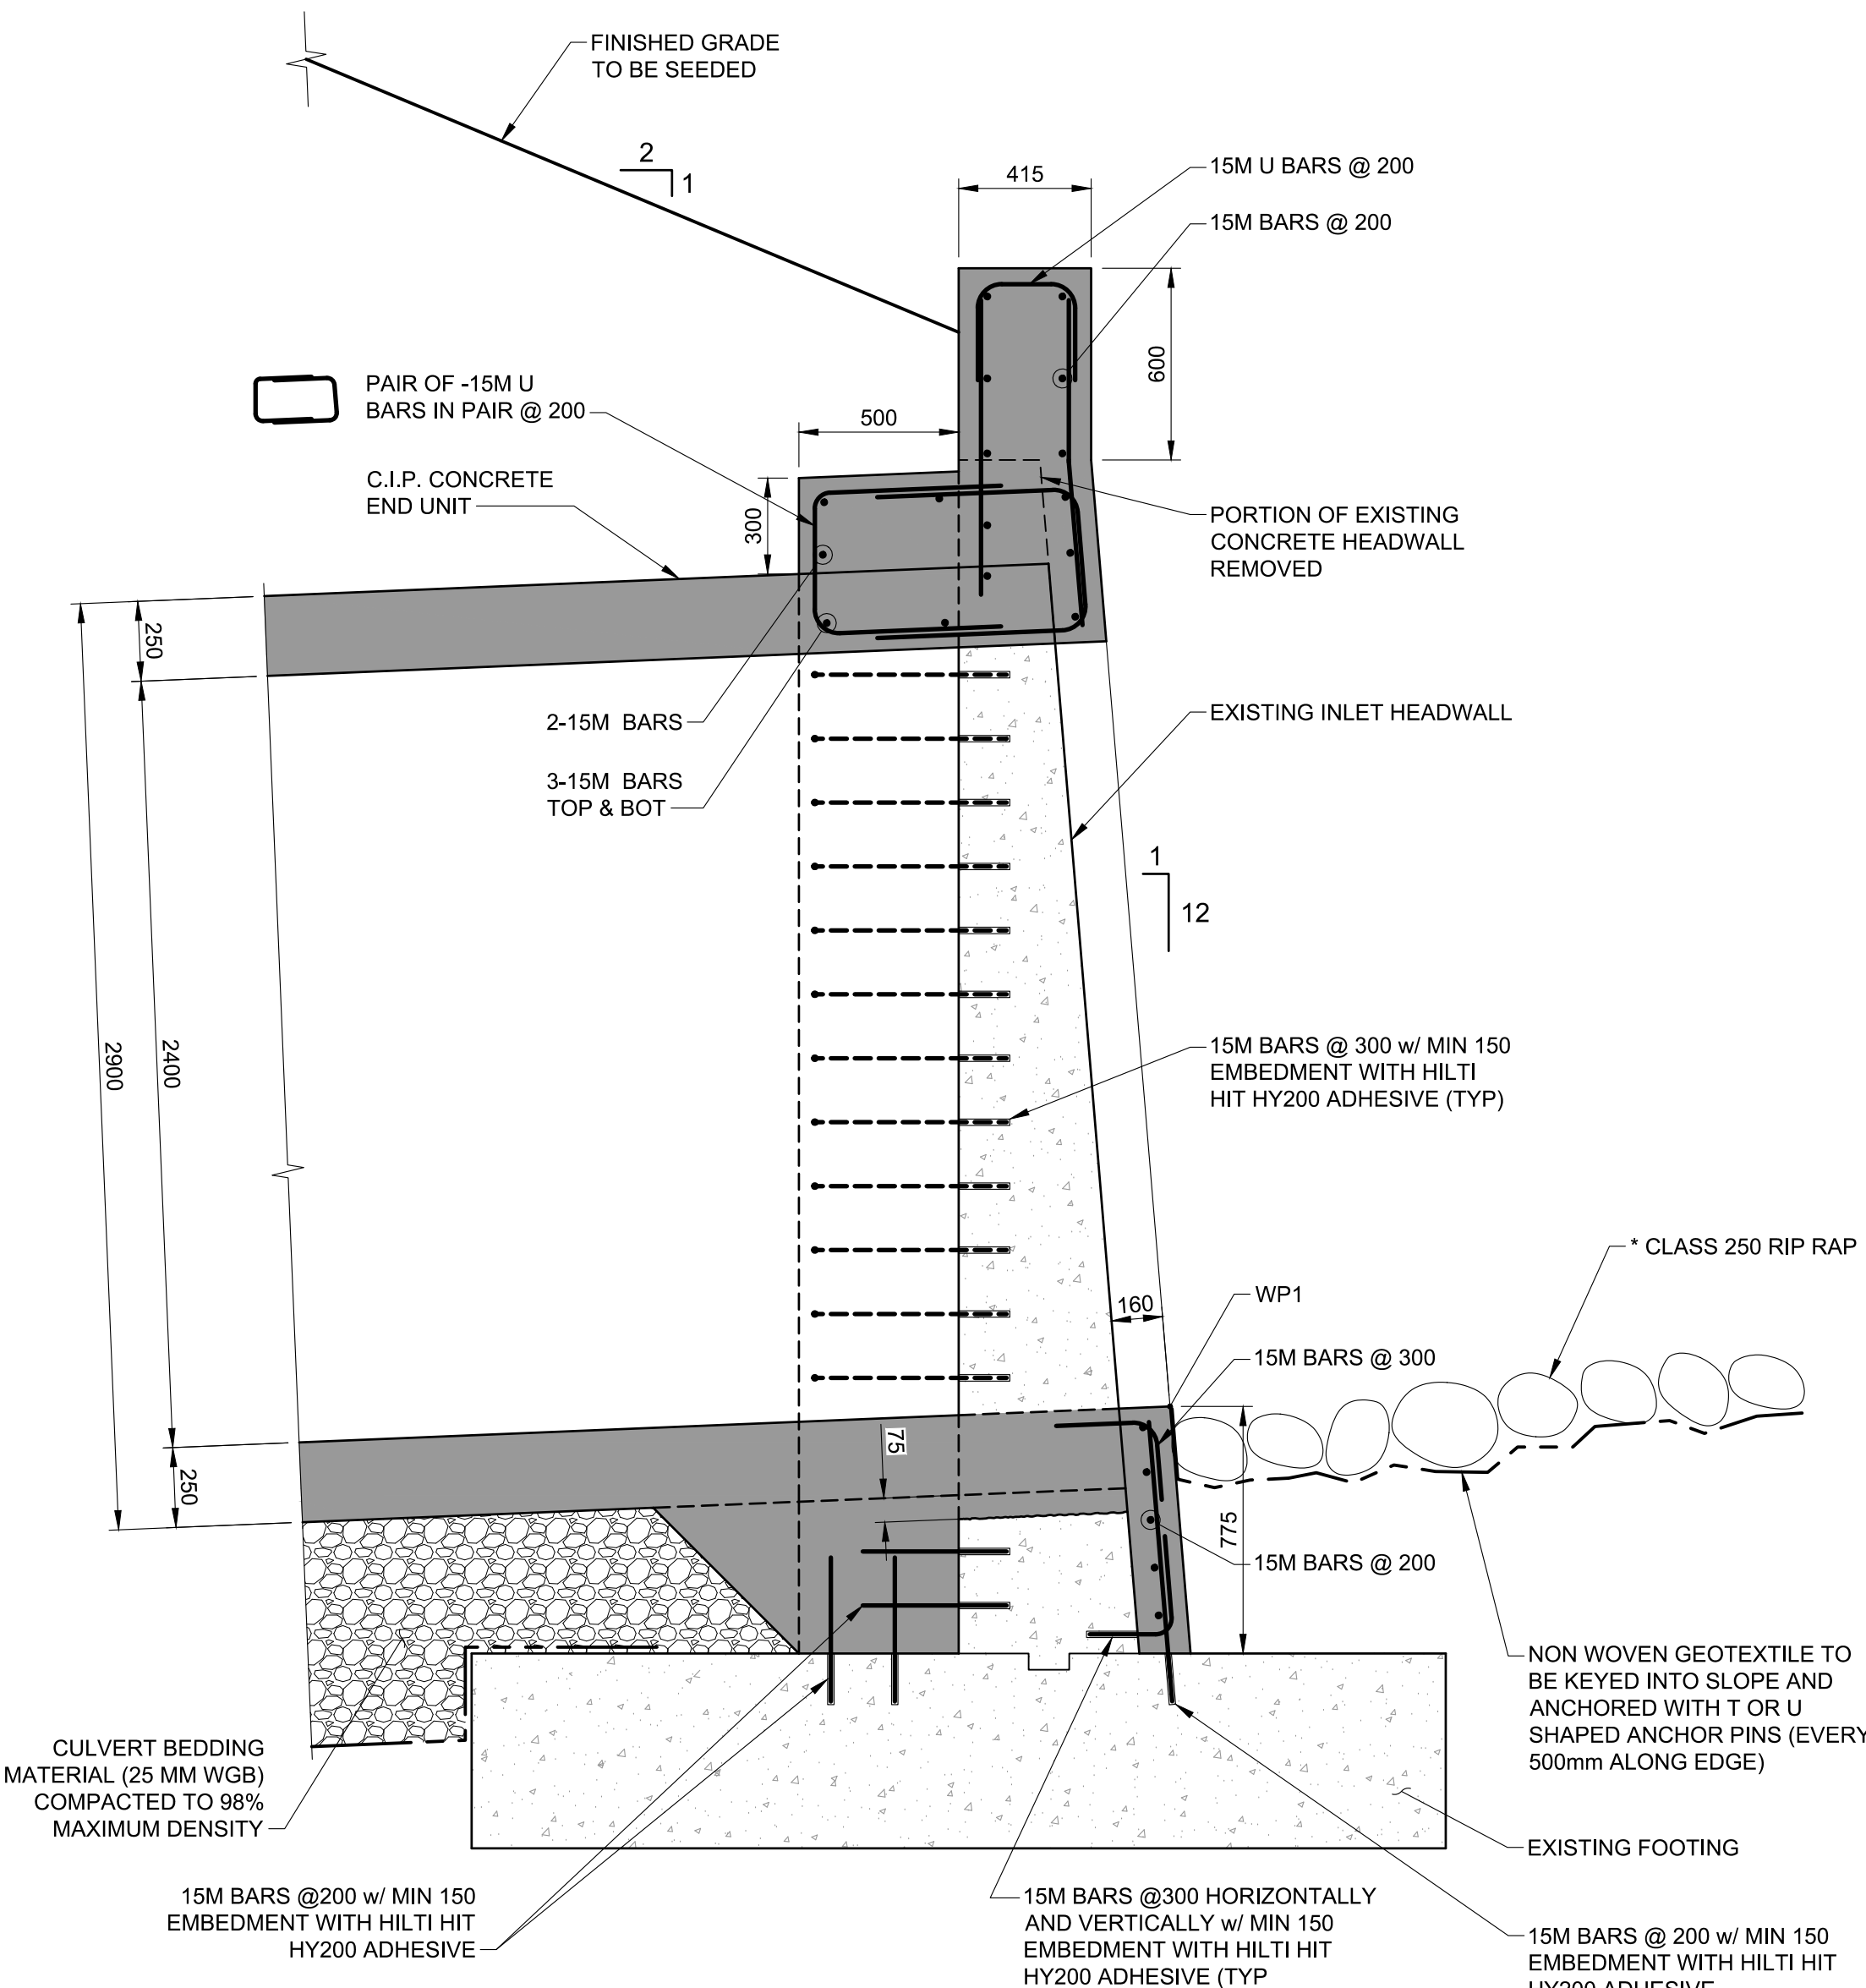 FINISHED GRADE
TO BE SEEDED
2
1
415
15M U BARS @ 200
15M BARS @ 200
600
PAIR OF -15M U
BARS IN PAIR @ 200
500
C.I.P. CONCRETE
END UNIT
300
PORTION OF EXISTING
CONCRETE HEADWALL
REMOVED
250
2-15M BARS
EXISTING INLET HEADWALL
3-15M BARS
TOP & BOT
1
12
2900
2400
15M BARS @ 300 w/ MIN 150
EMBEDMENT WITH HILTI
HIT HY200 ADHESIVE (TYP)
* CLASS 250 RIP RAP
WP1
160
15M BARS @ 300
75
250
775
15M BARS @ 200
NON WOVEN GEOTEXTILE TO
BE KEYED INTO SLOPE AND
ANCHORED WITH T OR U
SHAPED ANCHOR PINS (EVERY
500mm ALONG EDGE)
CULVERT BEDDING
MATERIAL (25 MM WGB)
COMPACTED TO 98%
MAXIMUM DENSITY
EXISTING FOOTING
15M BARS @200 w/ MIN 150
EMBEDMENT WITH HILTI HIT
HY200 ADHESIVE
15M BARS @300 HORIZONTALLY
AND VERTICALLY w/ MIN 150
EMBEDMENT WITH HILTI HIT
HY200 ADHESIVE (TYP
15M BARS @ 200 w/ MIN 150
EMBEDMENT WITH HILTI HIT
HY200 ADHESIVE